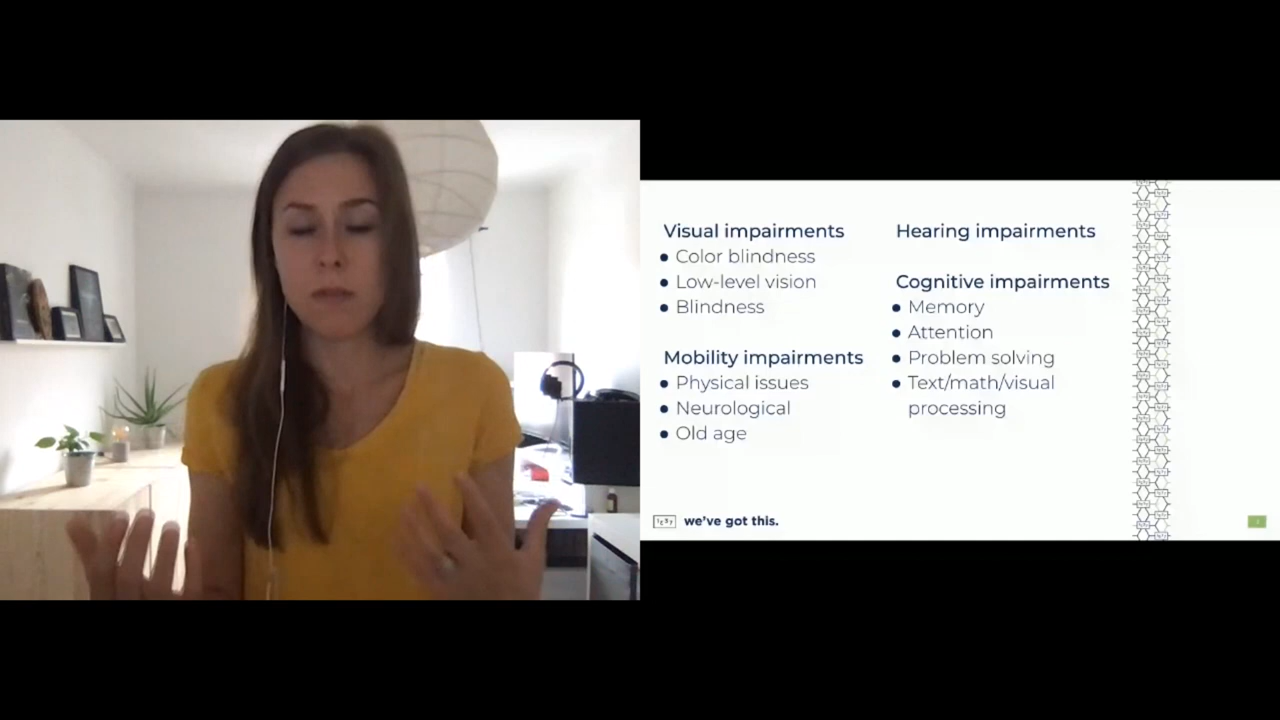 Visual impairments
Color blindness
Low-level vision
Blindness
Mobility impairments
Physical issues
Neurological
Old age
Hearing impairments
Cognitive impairments
Memory
Attention
Problem solving
Text/math/visual
processing
we've got this.